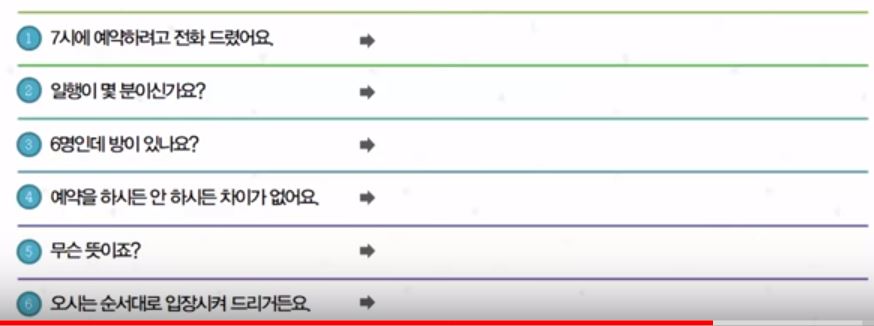 1 7시에 예약하려고 전화 드렸어요. ➡
2 일행이 몇 분이신가요? ➡
3 6명인데 방이 있나요? ➡
4 예약을 하시든 안 하시든 차이가 없어요. ➡
5 무슨 뜻이죠? ➡
6 오시는 순서대로 입장시켜 드리거든요. ➡